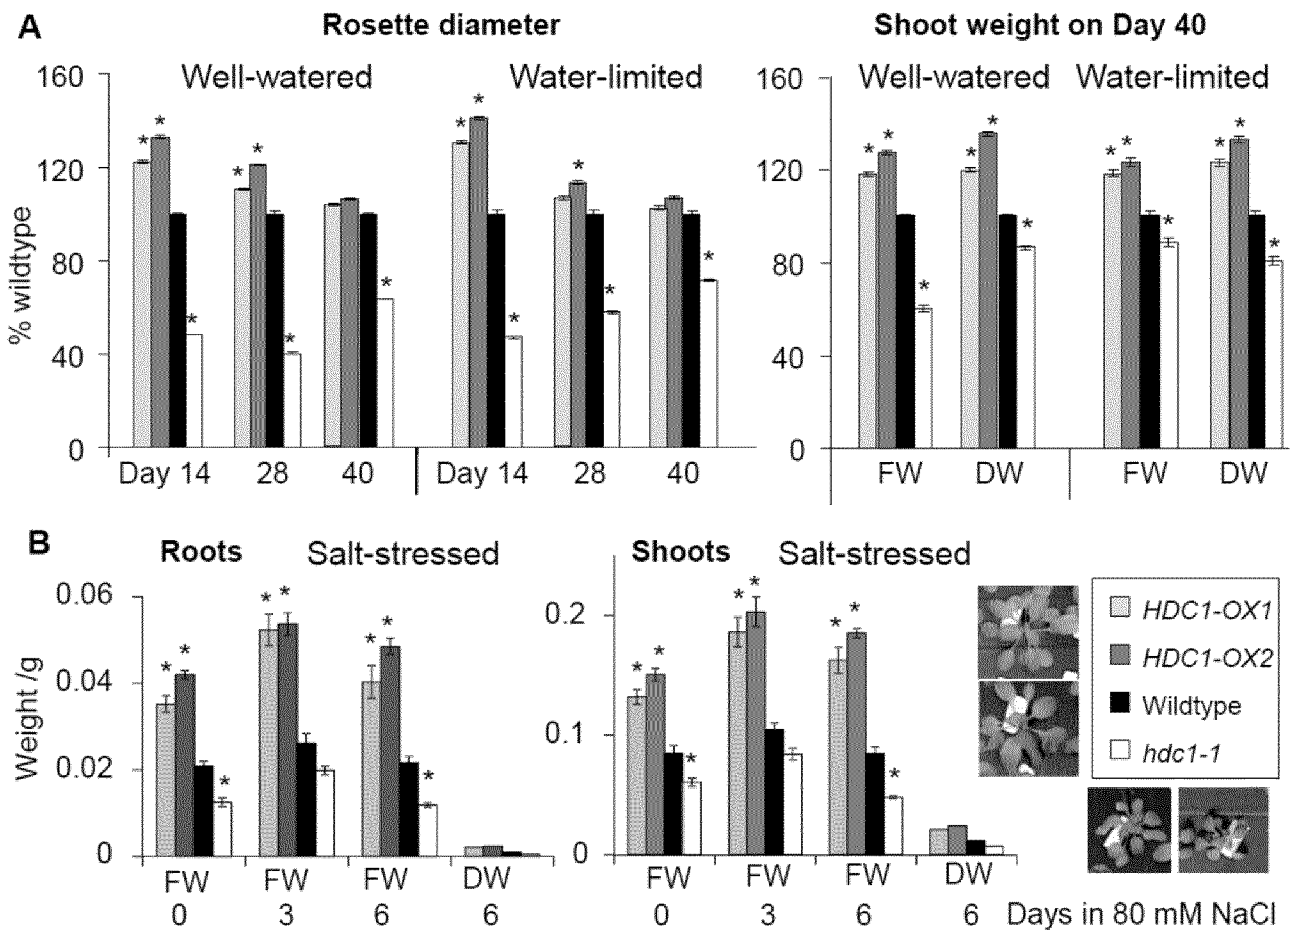 A Rosette diameter Shoot weight on Day 40
Well-watered Water-limited Well-watered Water-limited
% wildtype
160
120
80
40
0
* * * * * * * * * * * * *
Day 14 28 40 Day 14 28 40
160
120
80
40
0
* * * * * * * * * * * *
FW DW FW DW
B Roots Salt-stressed Shoots Salt-stressed
Weight /g
0.06
0.04
0.02
0
* * * * * * * *
FW FW FW DW
0 3 6 6
0.2
0.1
0
* * * * * * * *
FW FW FW DW
0 3 6 6 Days in 80 mM NaCl
HDC1-OX1
HDC1-OX2
Wildtype
hdc1-1